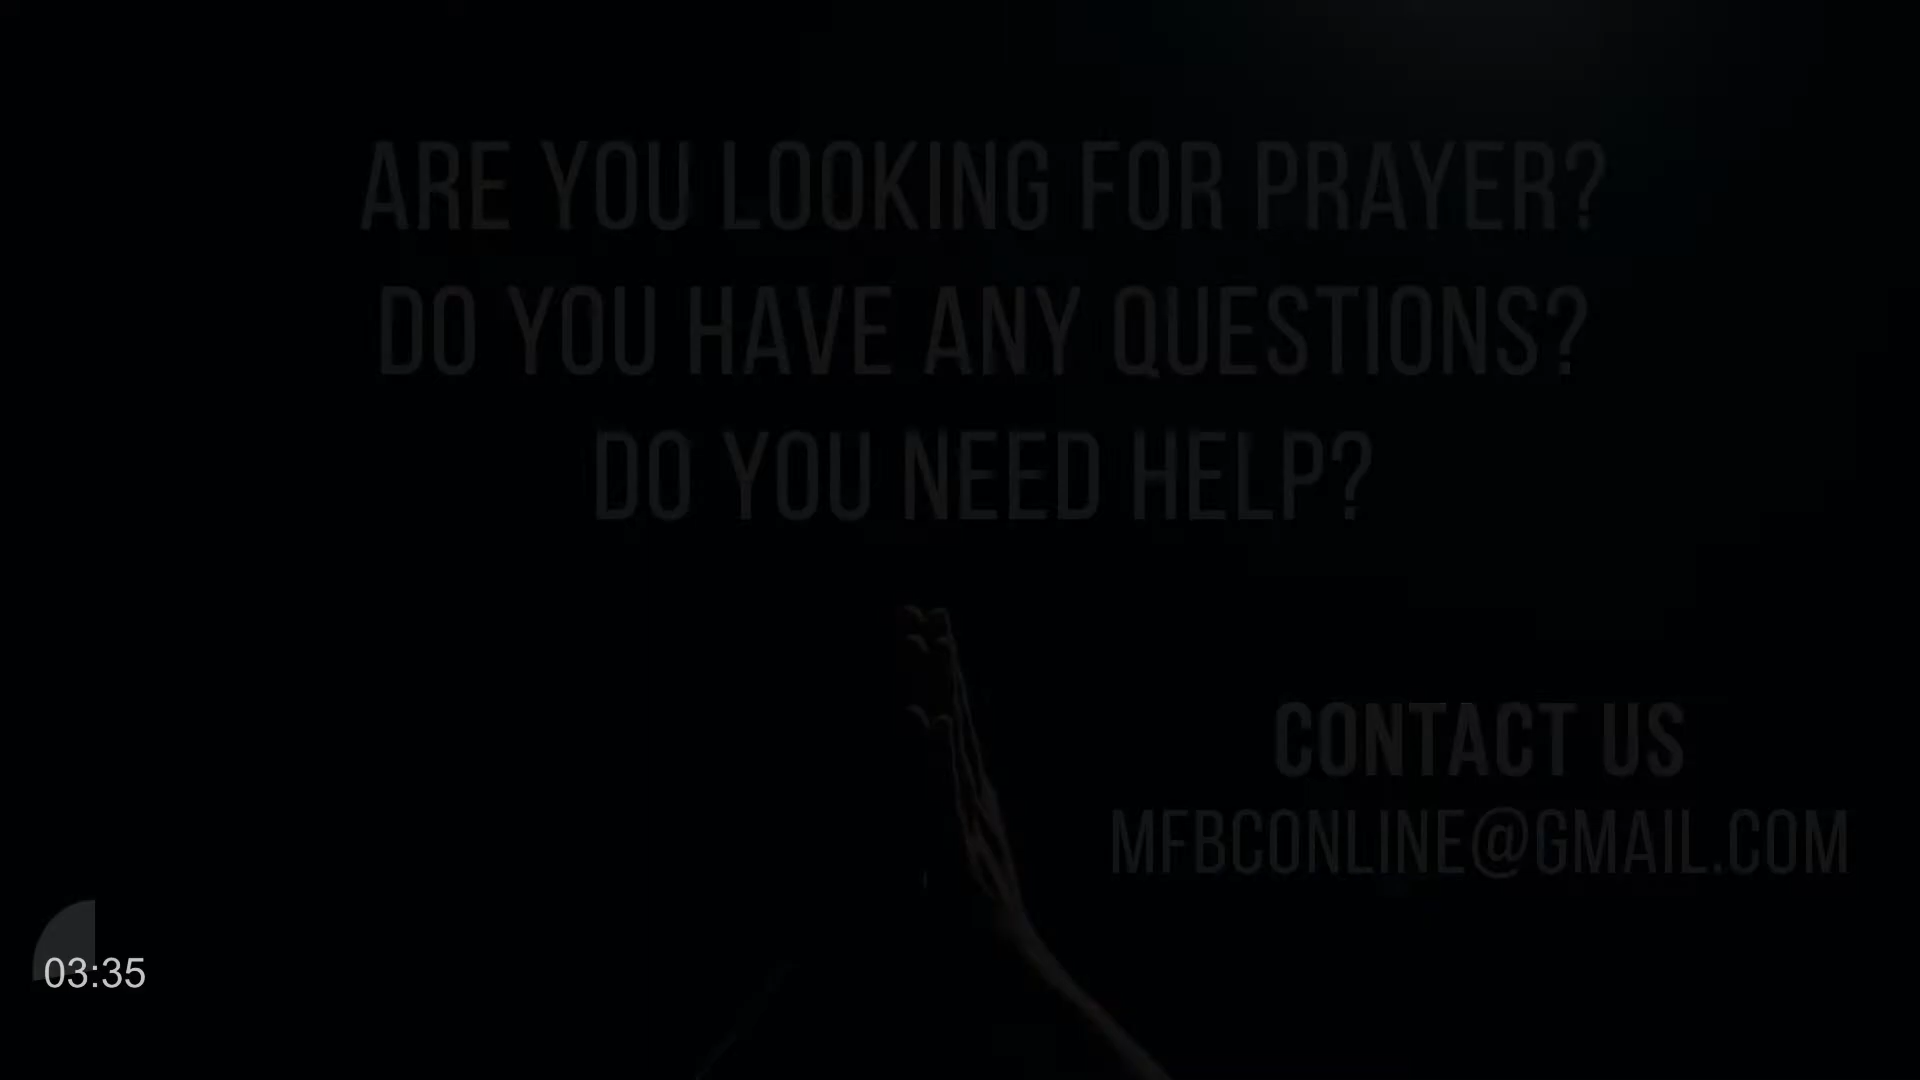 ARE YOU LOOKING FOR PRAYER?
DO YOU HAVE ANY QUESTIONS?
DO YOU NEED HELP?
CONTACT US
MFBCONLINE@GMAIL.COM
03:35